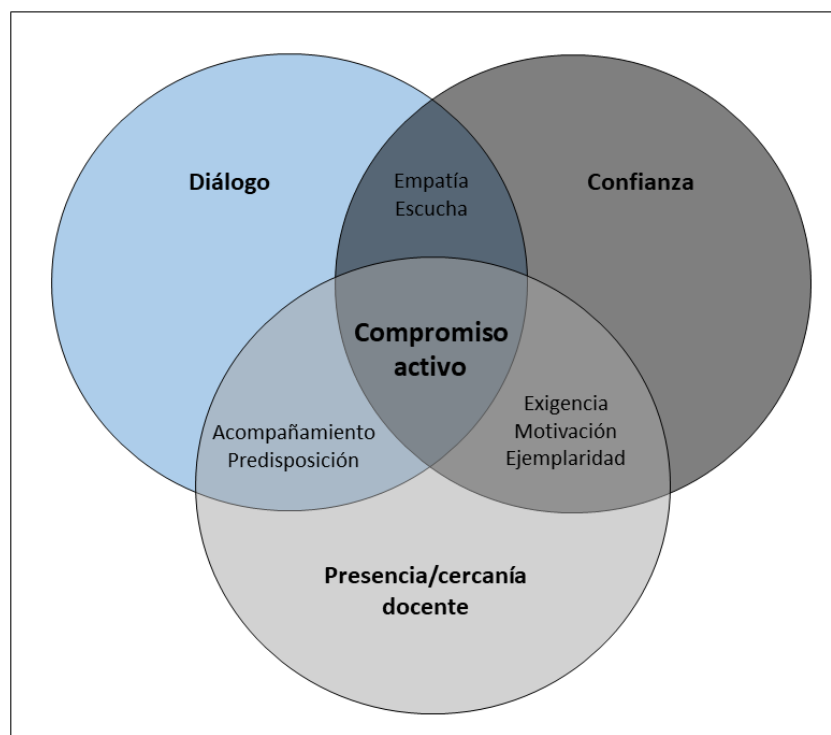 Diálogo
Empatía
Escucha
Confianza
Compromiso
activo
Acompañamiento
Predisposición
Exigencia
Motivación
Ejemplaridad
Presencia/cercanía
docente